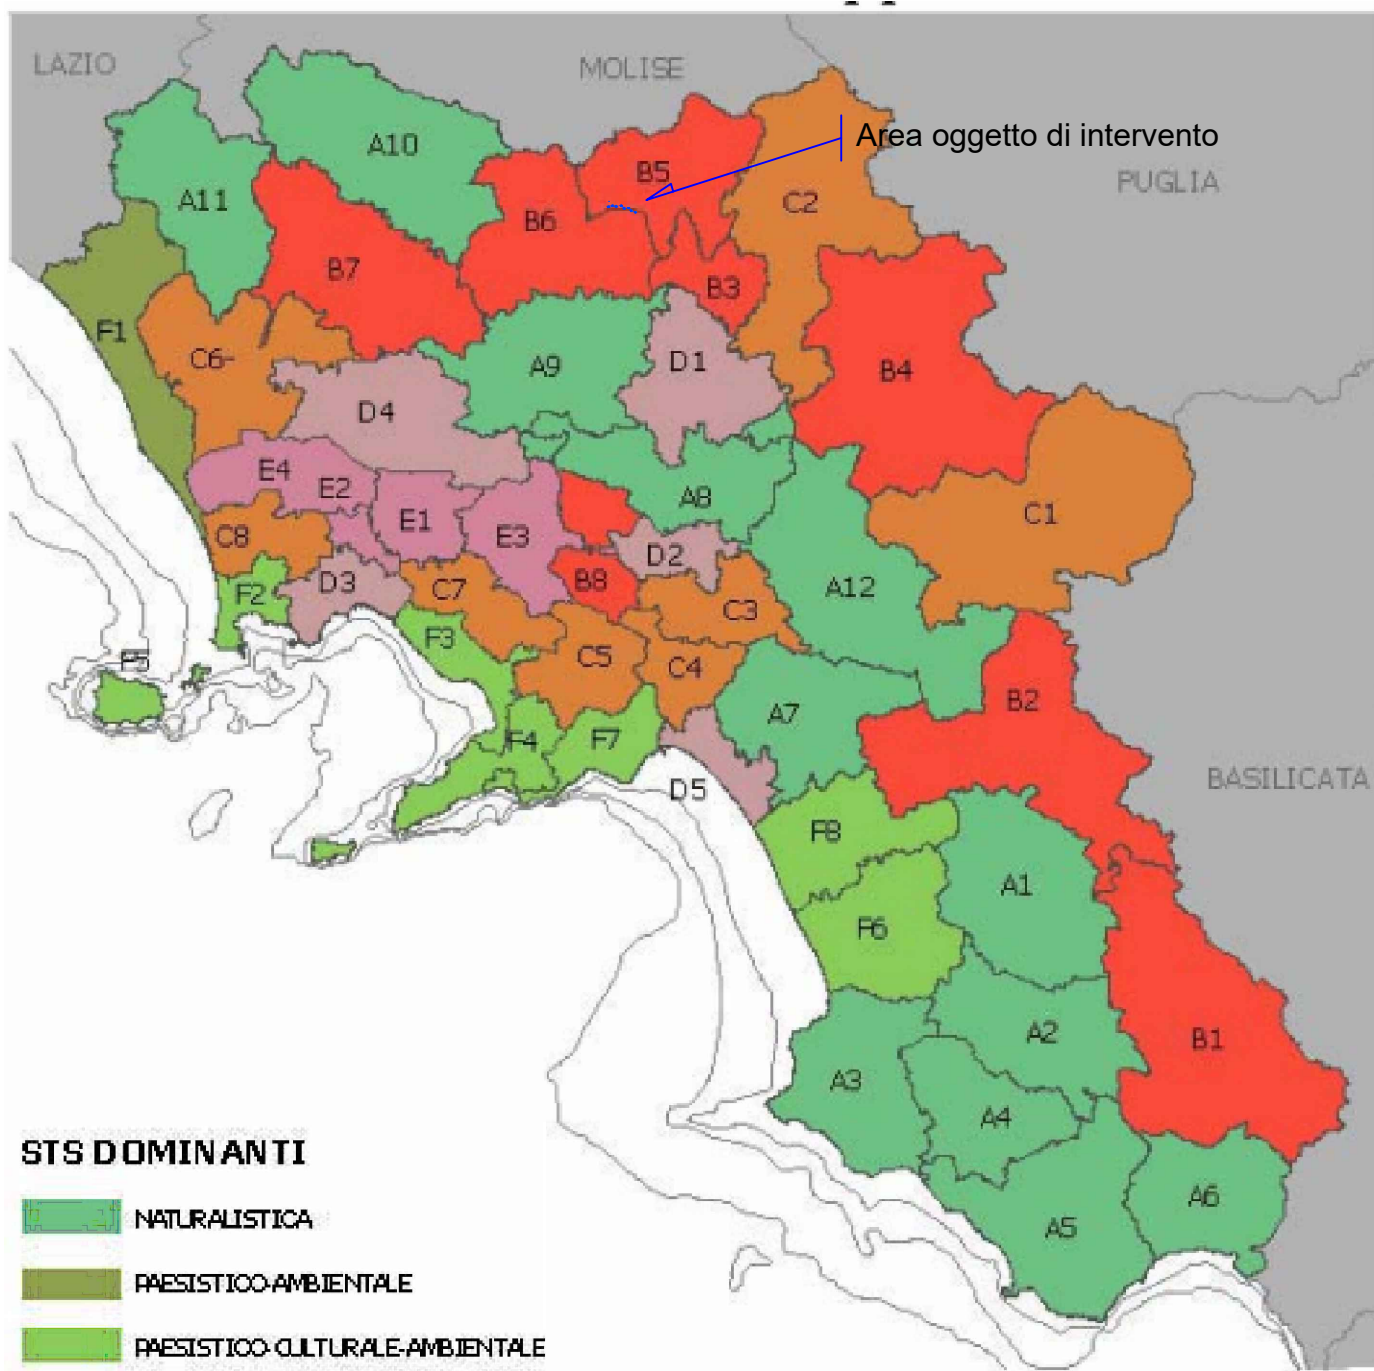 LAZIO
MOLISE
Area oggetto di intervento
PUGLIA
A10
B5
A11
C2
B6
B7
B3
F1
C6-
A9
D1
B4
D4
E4
E2
A8
E1
C1
C8
E3
D2
D3
B8
F2
C7
A12
C3
F3
F5
C5
C4
B2
A7
F4
F7
D5
BASILICATA
F8
A1
F6
A2
B1
A3
A4
STS DOMINANTI
A6
NATURALISTICA
A5
PAESISTICO-AMBIENTALE
PAESISTICO-CULTURALE-AMBIENTALE